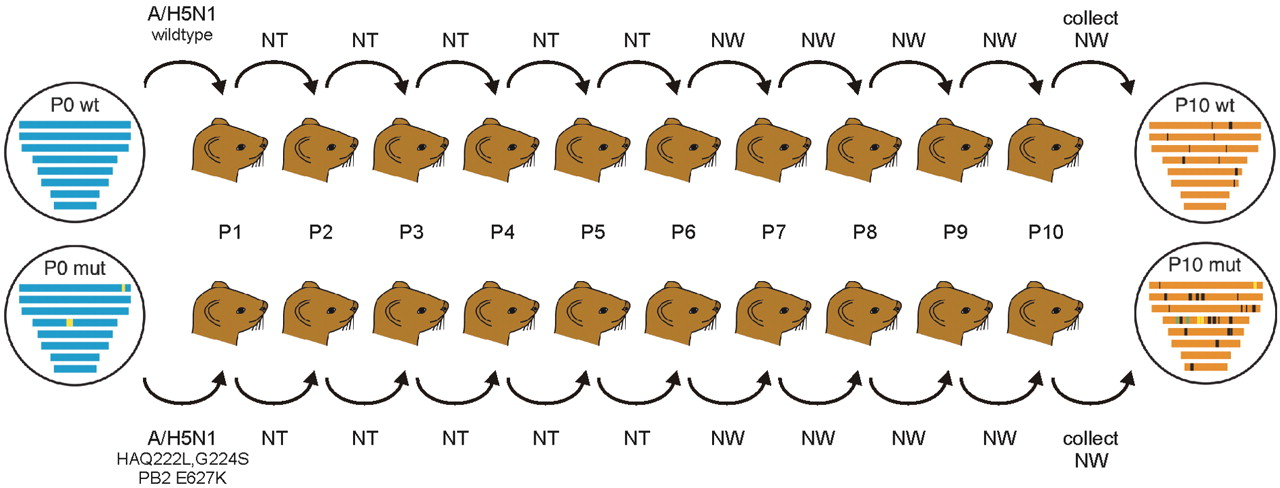 A/H5N1
wildtype
NT NT NT NT NT NW NW NW NW
collect
NW
P0 wt
P10 wt
P1 P2 P3 P4 P5 P6 P7 P8 P9 P10
P0 mut
P10 mut
A/H5N1
HAQ222L,G224S
PB2 E627K
NT NT NT NT NT NW NW NW NW
collect
NW